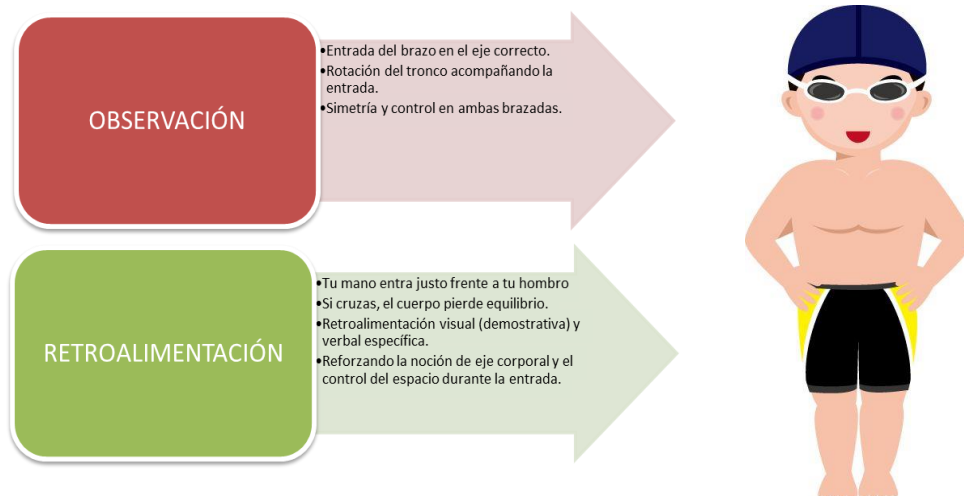 OBSERVACIÓN
•Entrada del brazo en el eje correcto.
•Rotación del tronco acompañando la
entrada.
•Simetría y control en ambas brazadas.
RETROALIMENTACIÓN
•Tu mano entra justo frente a tu hombro
•Si cruzas, el cuerpo pierde equilibrio.
•Retroalimentación visual (demostrativa) y
verbal específica.
•Reforzando la noción de eje corporal y el
control del espacio durante la entrada.